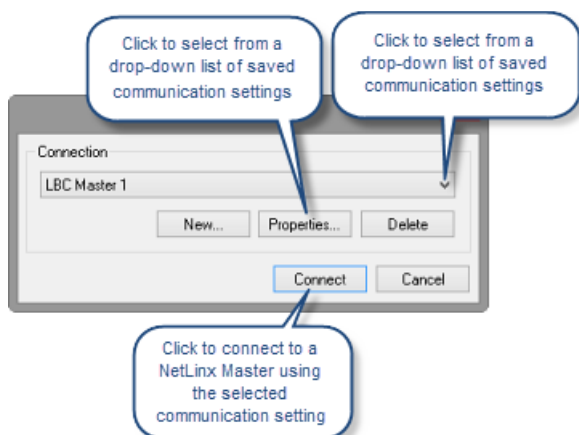 Click to select from a
drop-down list of saved
communication settings
Click to select from a
drop-down list of saved
communication settings
Connection
LBC Master 1
New...
Properties...
Delete
Connect
Cancel
Click to connect to a
NetLinx Master using
the selected
communication setting